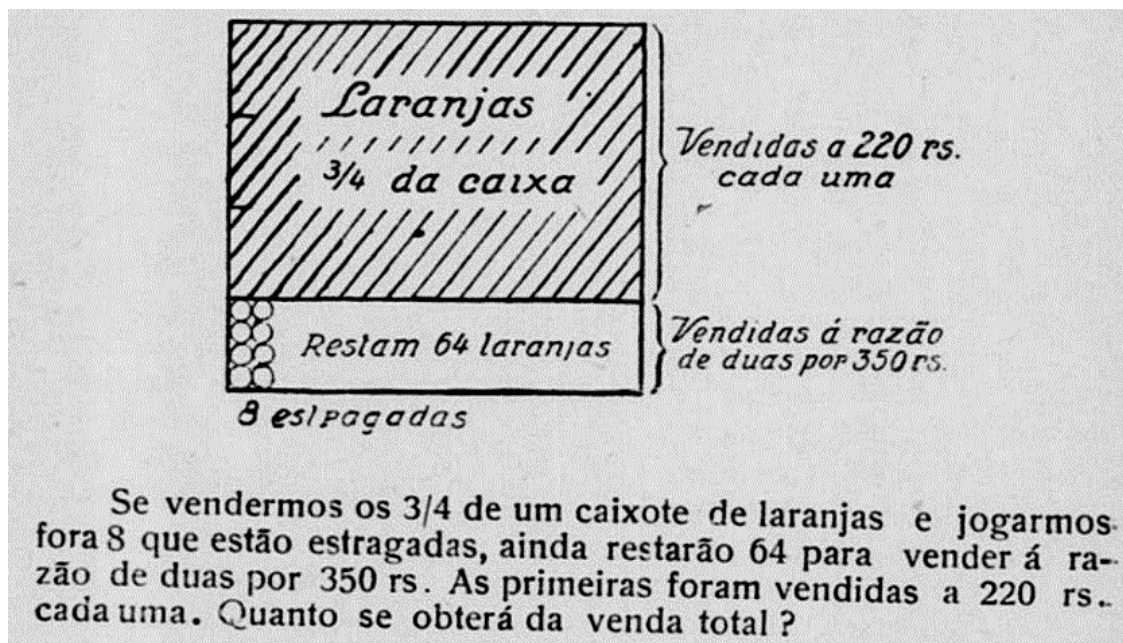 Laranjas
3/4 da caixa
Vendidas a 220 rs.
cada uma
Restam 64 laranjas
Vendidas á razão
de duas por 350 rs.
8 estpagadas
Se vendermos os 3/4 de um caixote de laranjas e jogarmos
fora 8 que estão estragadas, ainda restarão 64 para vender á ra-
zão de duas por 350 rs. As primeiras foram vendidas a 220 rs.
cada uma. Quanto se obterá da venda total ?